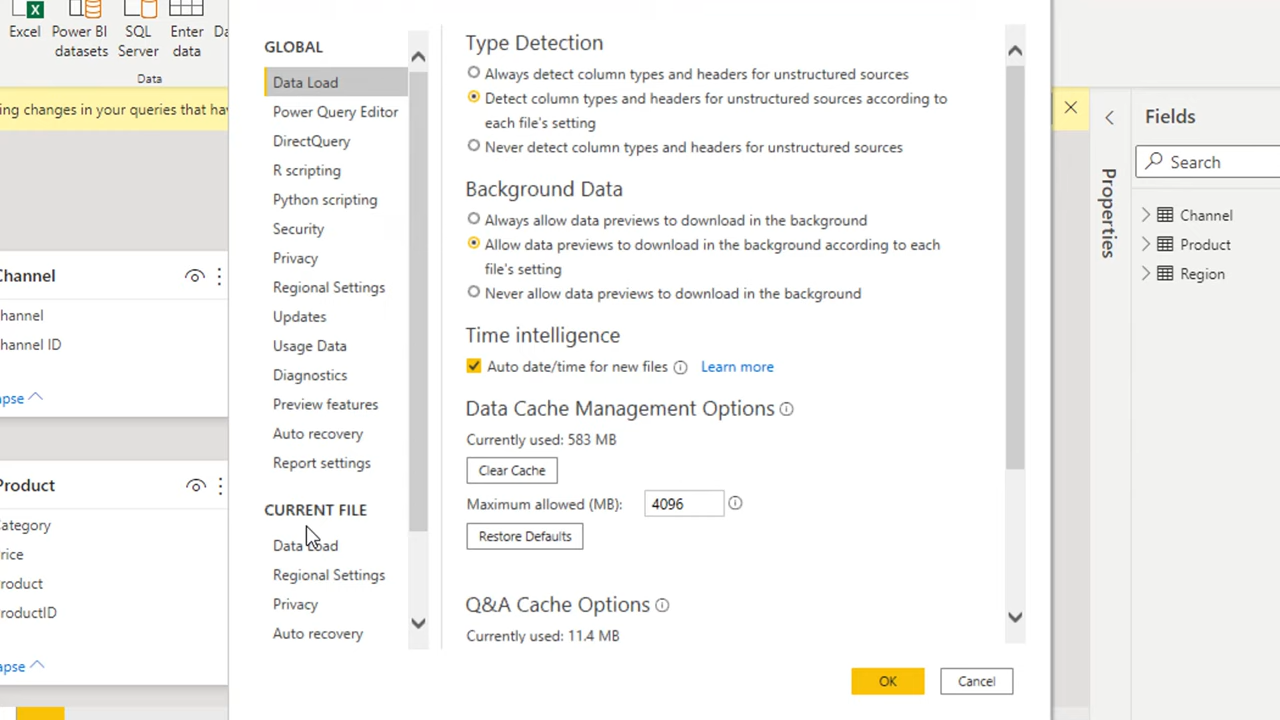 Excel
Power BI
datasets
SQL
Server
Enter
data
Data
ing changes in your queries that hav
Channel
hannel
hannel ID
apse
Product
Category
rice
roduct
roductID
apse
GLOBAL
Data Load
Power Query Editor
DirectQuery
R scripting
Python scripting
Security
Privacy
Regional Settings
Updates
Usage Data
Diagnostics
Preview features
Auto recovery
Report settings
CURRENT FILE
Data Load
Regional Settings
Privacy
Auto recovery
Type Detection
Always detect column types and headers for unstructured sources
Detect column types and headers for unstructured sources according to
each file's setting
Never detect column types and headers for unstructured sources
Background Data
Always allow data previews to download in the background
Allow data previews to download in the background according to each
file's setting
Never allow data previews to download in the background
Time intelligence
Auto date/time for new files Learn more
Data Cache Management Options
Currently used: 583 MB
Clear Cache
Maximum allowed (MB): 4096
Restore Defaults
Q&A Cache Options
Currently used: 11.4 MB
OK
Cancel
Properties
Fields
Search
Channel
Product
Region